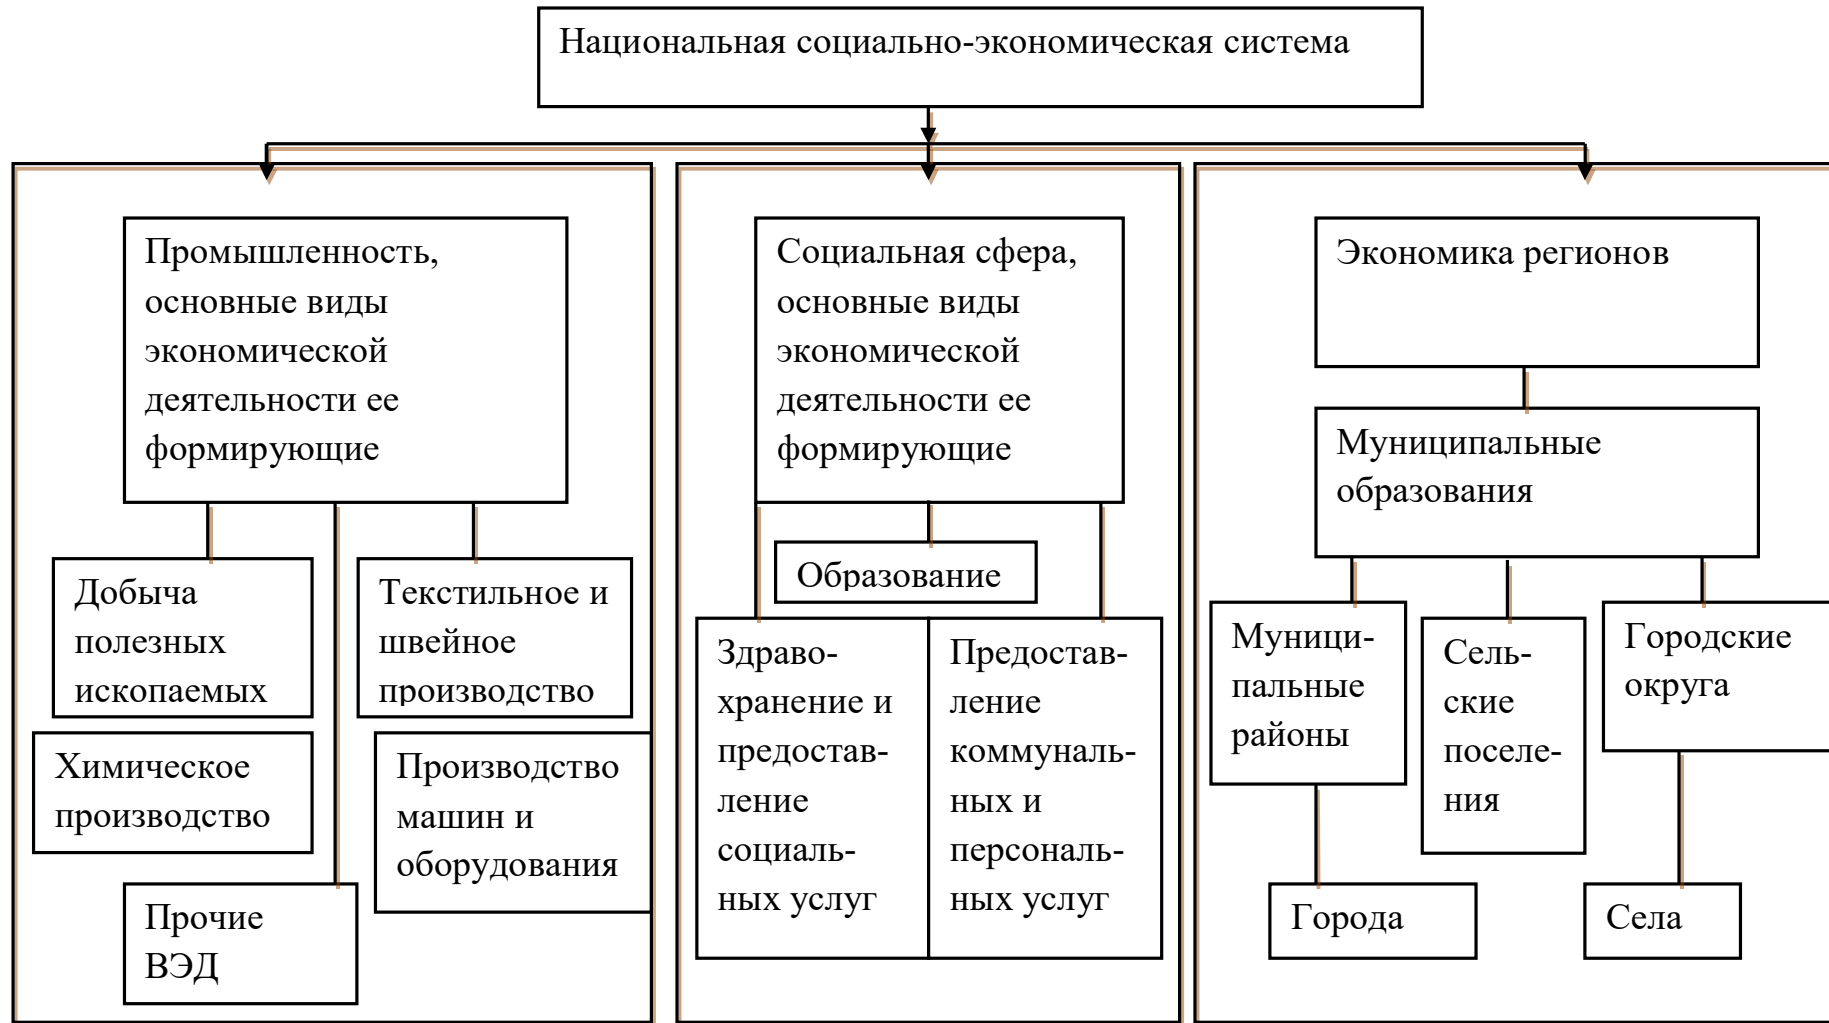 Национальная социально-экономическая система
Промышленность,
основные виды
экономической
деятельности ее
формирующие
Добыча
полезных
ископаемых
Текстильное и
швейное
производство
Химическое
производство
Производство
машин и
оборудования
Прочие
ВЭД
Социальная сфера,
основные виды
экономической
деятельности ее
формирующие
Образование
Здраво-
хранение и
предостав-
ление
социаль-
ных услуг
Предостав-
ление
коммуналь-
ных и
персональ-
ных услуг
Экономика регионов
Муниципальные
образования
Муници-
пальные
районы
Сель-
ские
поселе-
ния
Городские
округа
Города
Села